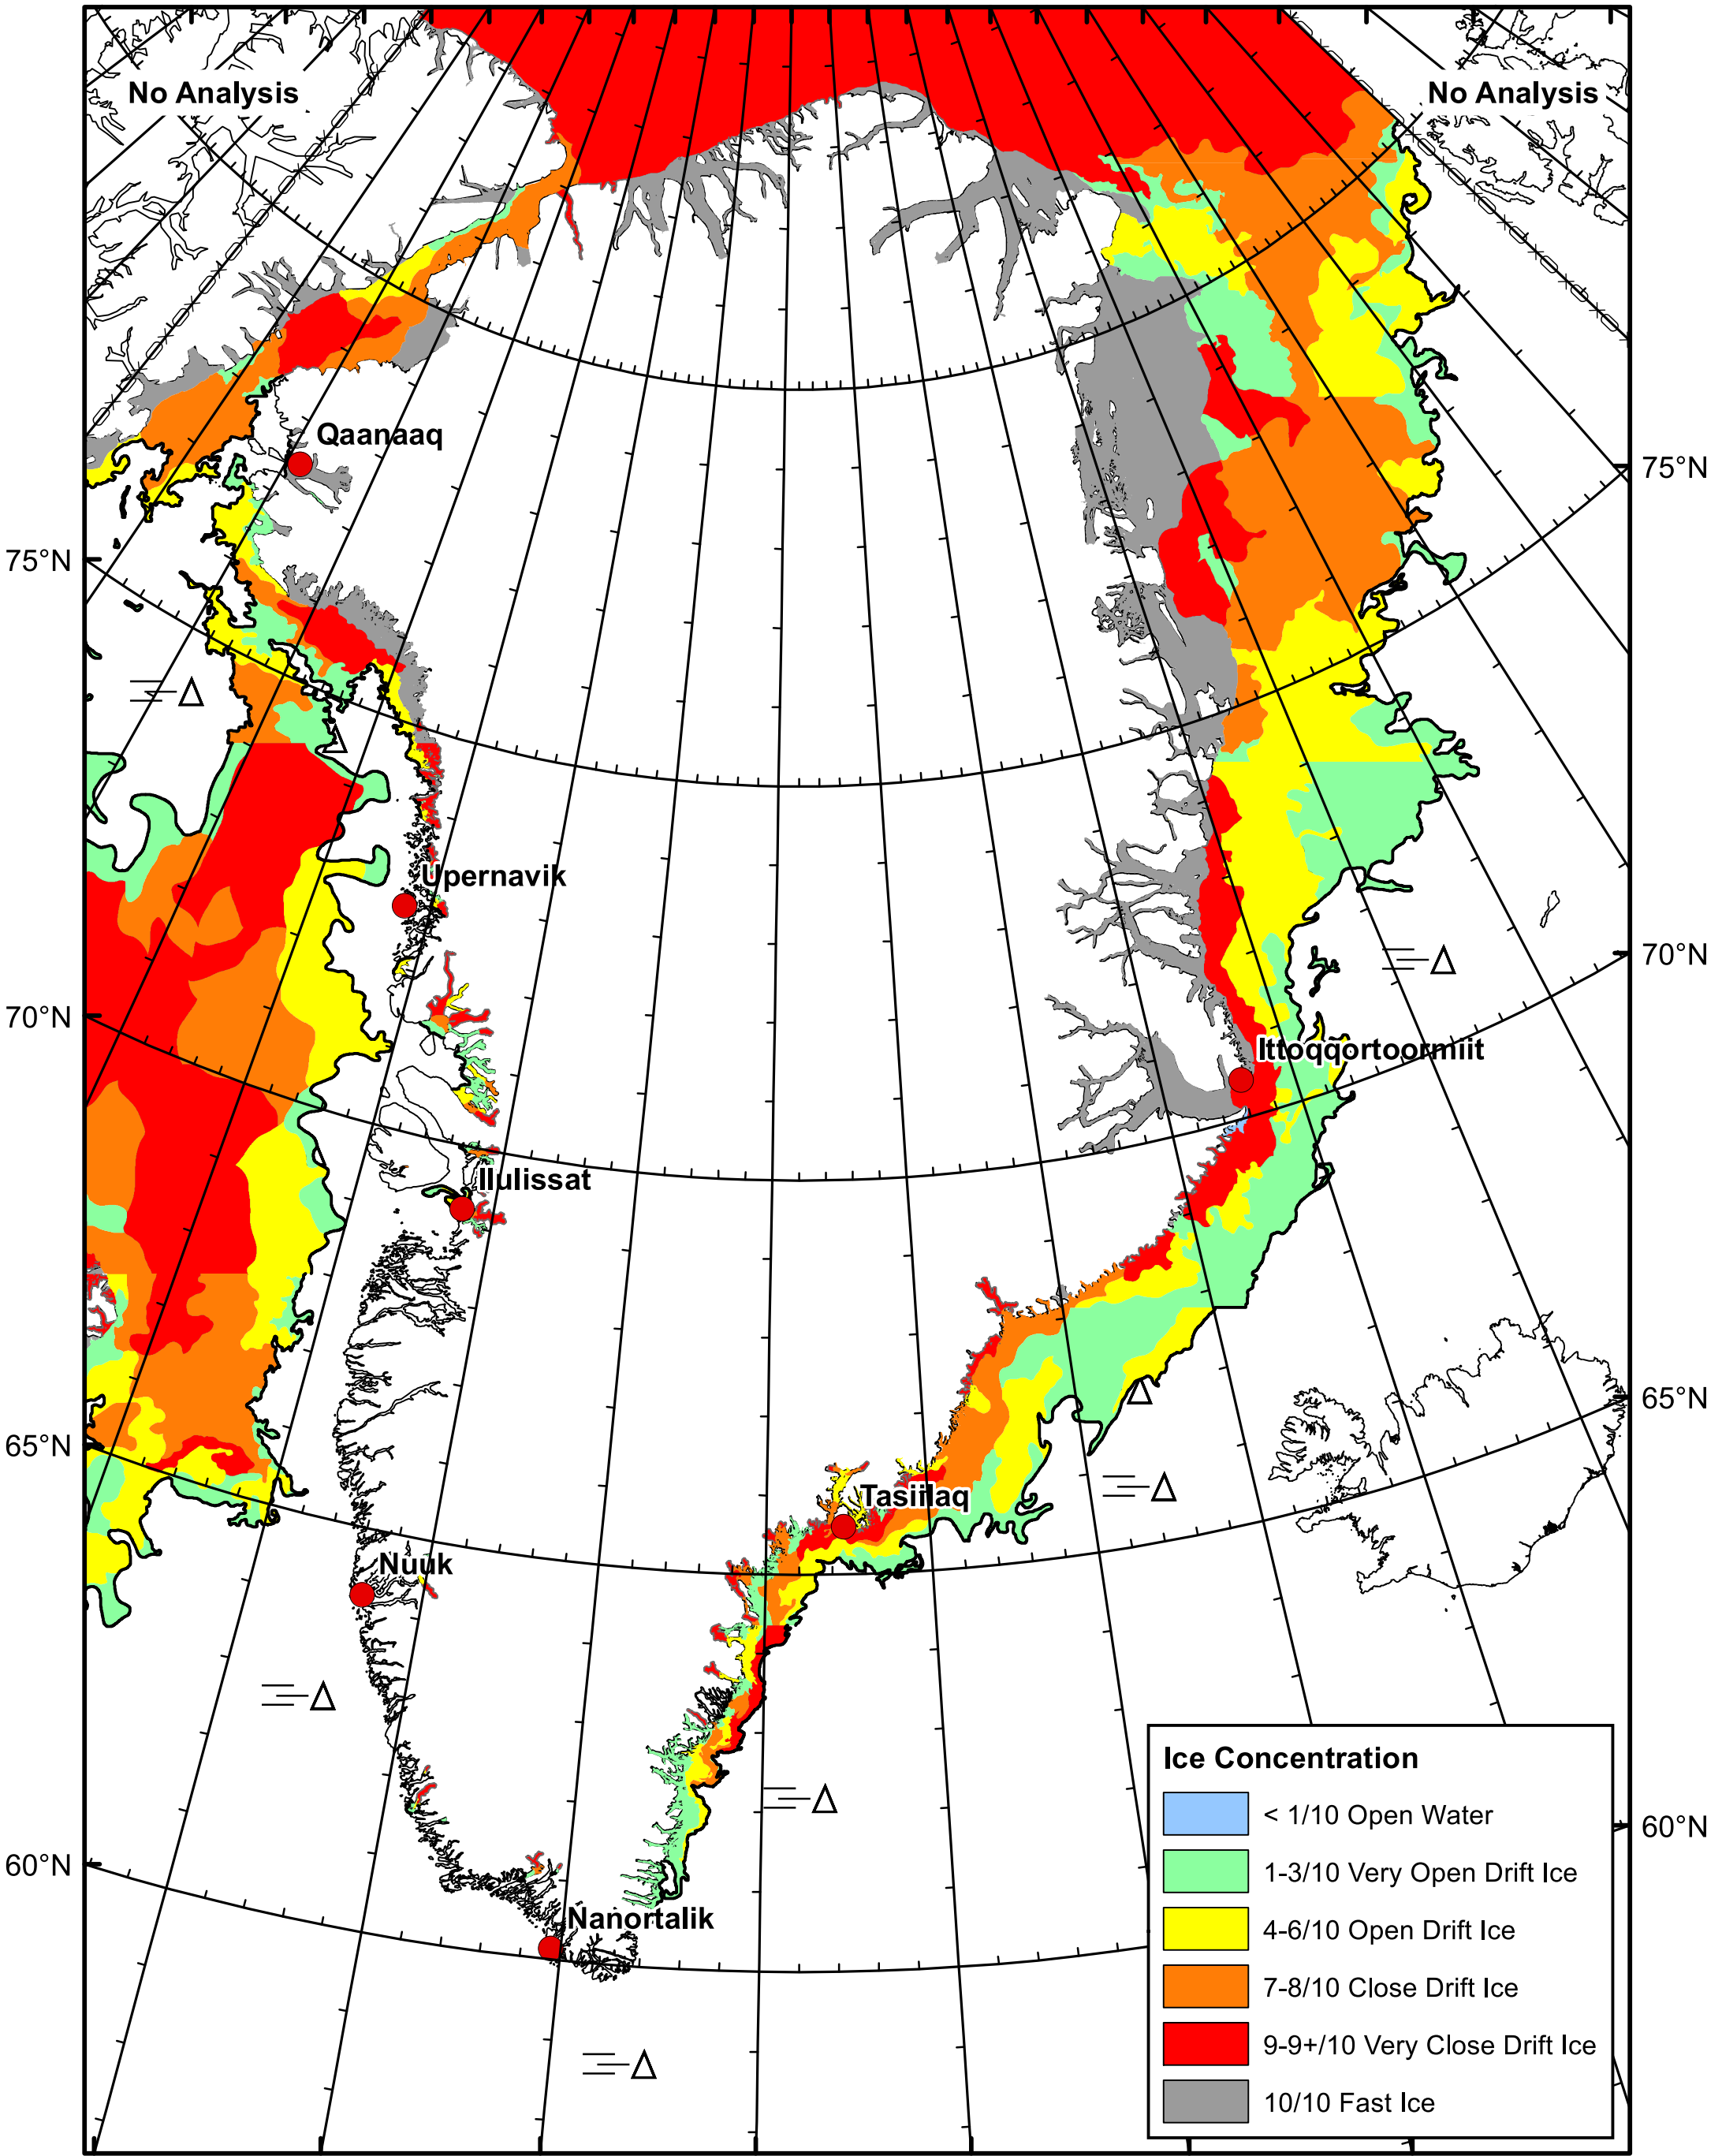 No Analysis
No Analysis
Qaanaaq
75°N
75°N
Upernavik
70°N
70°N
Ittoqqortoormiit
Ilulissat
65°N
65°N
Tasiilaq
Nuuk
60°N
60°N
Nanortalik
Ice Concentration
< 1/10 Open Water
1-3/10 Very Open Drift Ice
4-6/10 Open Drift Ice
7-8/10 Close Drift Ice
9-9+/10 Very Close Drift Ice
10/10 Fast Ice